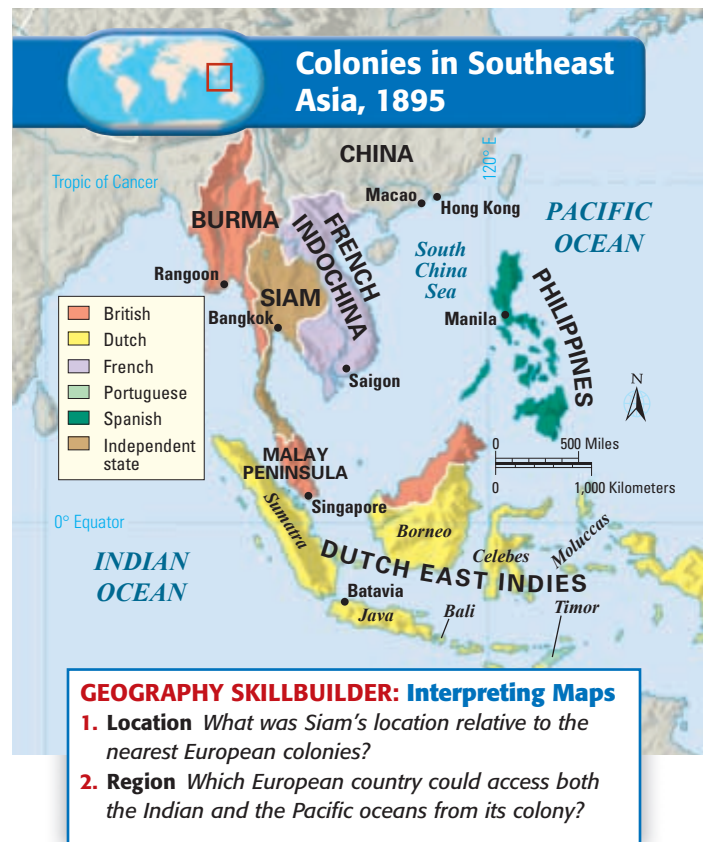 Colonies in Southeast
Asia, 1895
CHINA
120° E
Tropic of Cancer
Macao
Hong Kong
PACIFIC
OCEAN
BURMA
FRENCH
INDOCHINA
South
China
Sea
Rangoon
SIAM
PHILIPPINES
British
Dutch
French
Portuguese
Spanish
Independent
state
Bangkok
Manila
Saigon
N
0 500 Miles
0 1,000 Kilometers
MALAY
PENINSULA
Singapore
Sumatra
0° Equator
Borneo
Celebes
Moluccas
INDIAN
OCEAN
DUTCH EAST INDIES
Batavia
Java
Bali
Timor
GEOGRAPHY SKILLBUILDER: Interpreting Maps
1. Location What was Siam's location relative to the
nearest European colonies?
2. Region Which European country could access both
the Indian and the Pacific oceans from its colony?